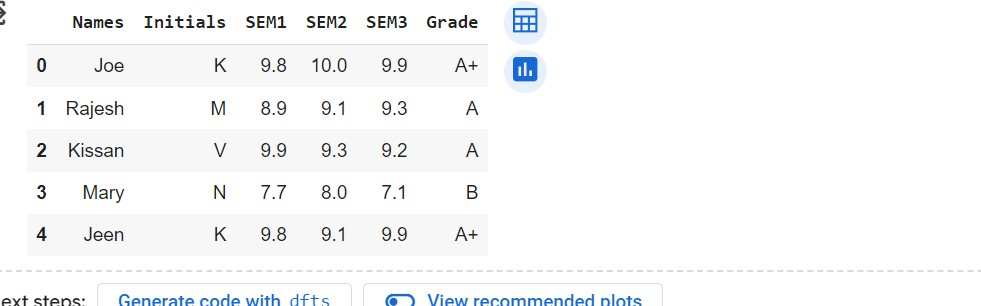 Names Initials SEM1 SEM2 SEM3 Grade
0 Joe K 9.8 10.0 9.9 A+
1 Rajesh M 8.9 9.1 9.3 A
2 Kissan V 9.9 9.3 9.2 A
3 Mary N 7.7 8.0 7.1 B
4 Jeen K 9.8 9.1 9.9 A+
ext steps: Generate code with dfts View recommended plots